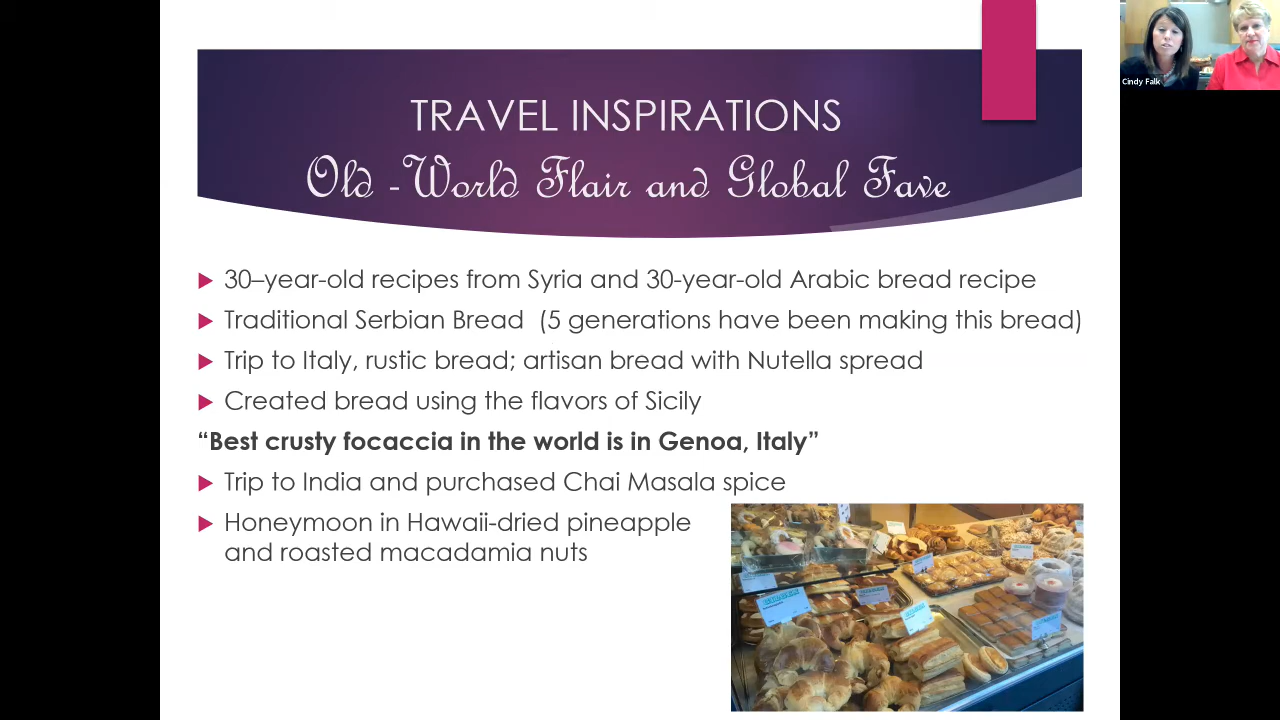 Cindy Falk
TRAVEL INSPIRATIONS
Old -World Flair and Global Fave
30–year-old recipes from Syria and 30-year-old Arabic bread recipe
Traditional Serbian Bread  (5 generations have been making this bread)
Trip to Italy, rustic bread; artisan bread with Nutella spread
Created bread using the flavors of Sicily
“Best crusty focaccia in the world is in Genoa, Italy”
Trip to India and purchased Chai Masala spice
Honeymoon in Hawaii-dried pineapple
and roasted macadamia nuts